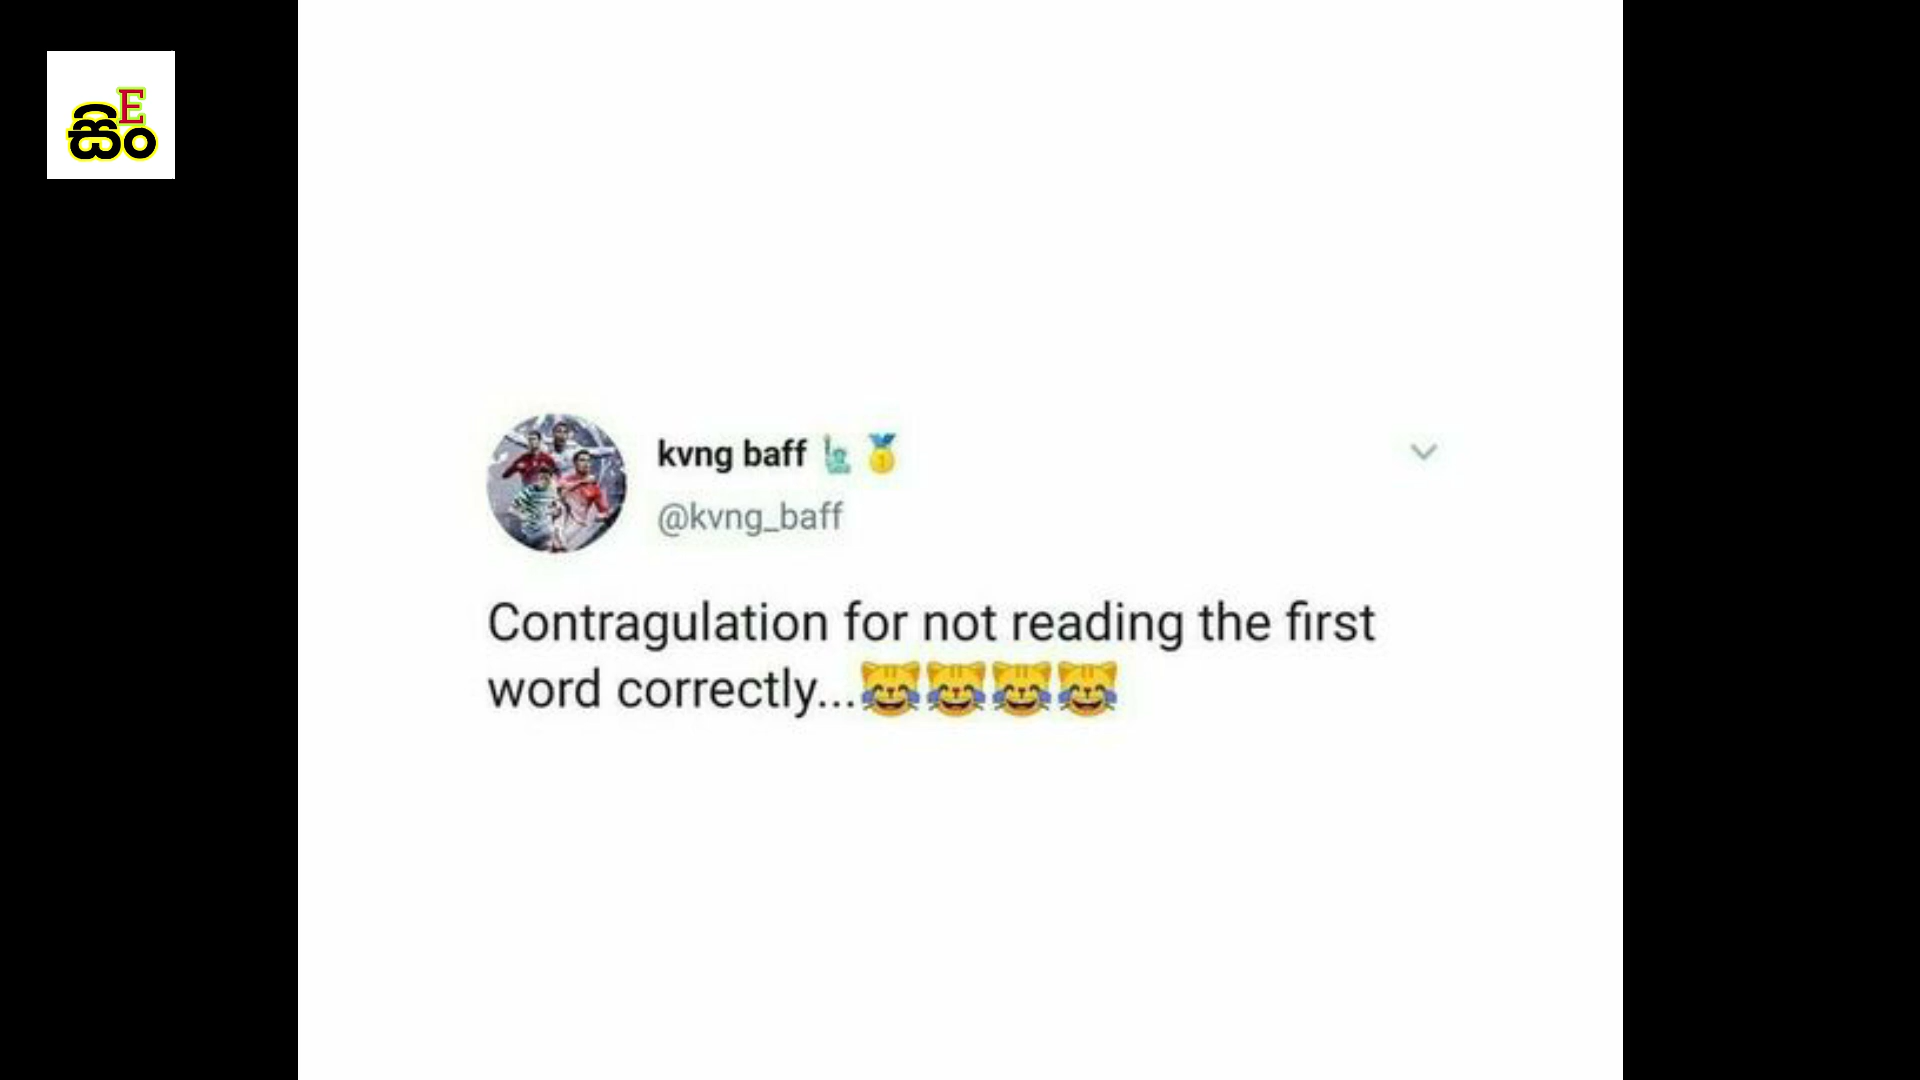 සිං
E
kvng baff 🗽 🥇
@kvng_baff
Contragulation for not reading the first
word correctly...😹😹😹😹